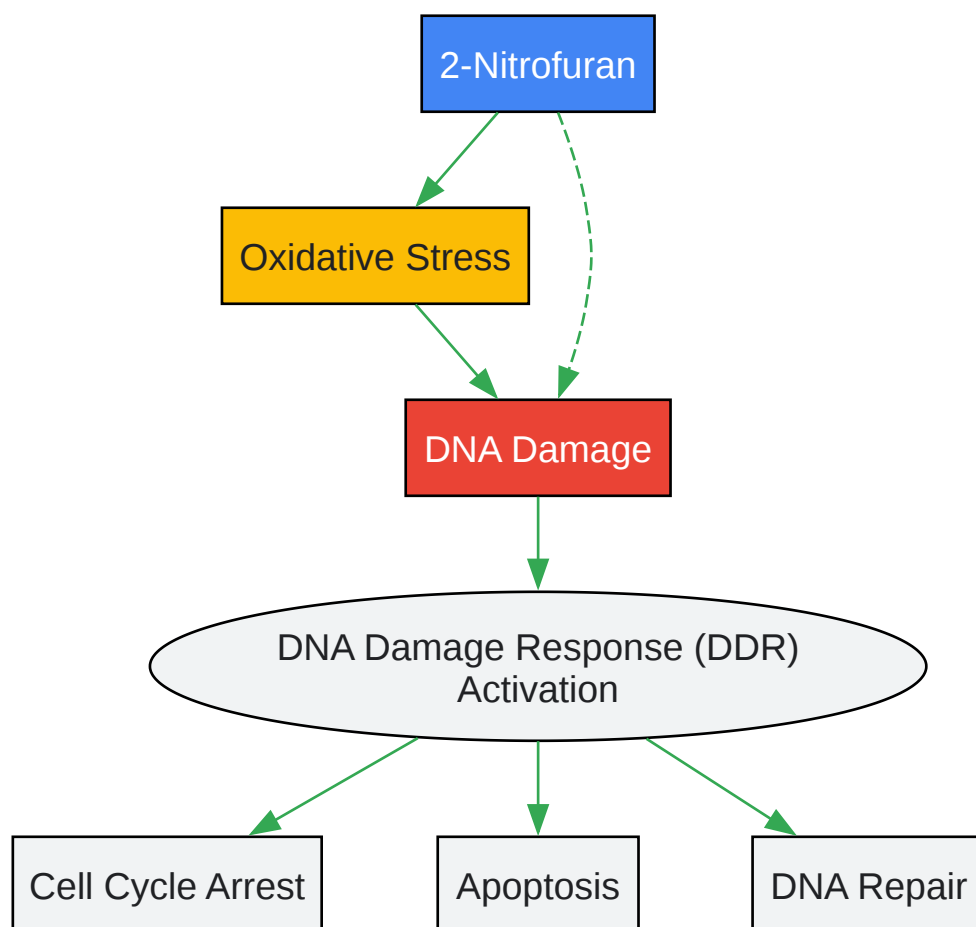 2-Nitrofuran
Oxidative Stress
DNA Damage
DNA Damage Response (DDR)
Activation
Cell Cycle Arrest
Apoptosis
DNA Repair